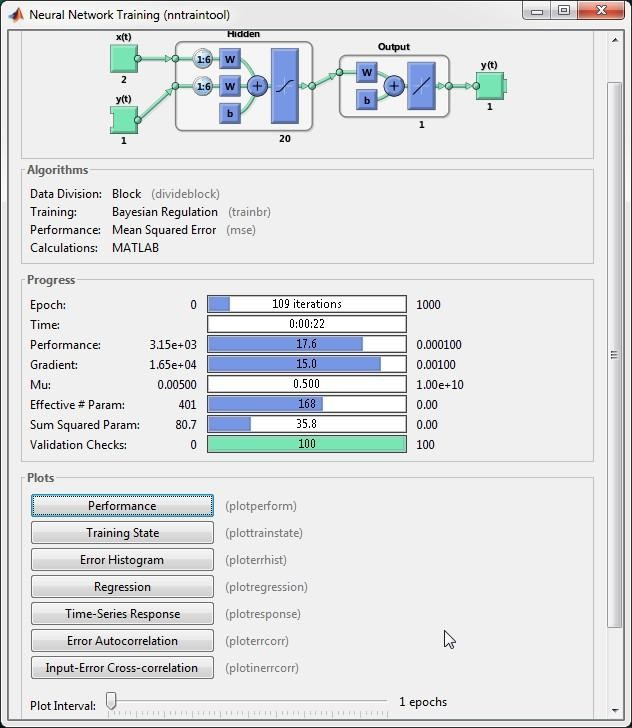 Neural Network Training (nntraintool)
Hidden
x(t)
2
y(t)
1
1:6 W
1:6 W
b
+
20
Output
W
b
+
1
y(t)
1
Algorithms
Data Division: Block (divideblock)
Training: Bayesian Regulation (trainbr)
Performance: Mean Squared Error (mse)
Calculations: MATLAB
Progress
Epoch: 0 109 iterations 1000
Time: 0:00:22
Performance: 3.15e+03 17.6 0.000100
Gradient: 1.65e+04 15.0 0.00100
Mu: 0.00500 0.500 1.00e+10
Effective # Param: 401 168 0.00
Sum Squared Param: 80.7 35.8 0.00
Validation Checks: 0 100 100
Plots
Performance (plotperform)
Training State (plottrainstate)
Error Histogram (ploterrhist)
Regression (plotregression)
Time-Series Response (plotresponse)
Error Autocorrelation (ploterrcorr)
Input-Error Cross-correlation (plotinerrcorr)
Plot Interval: 1 epochs